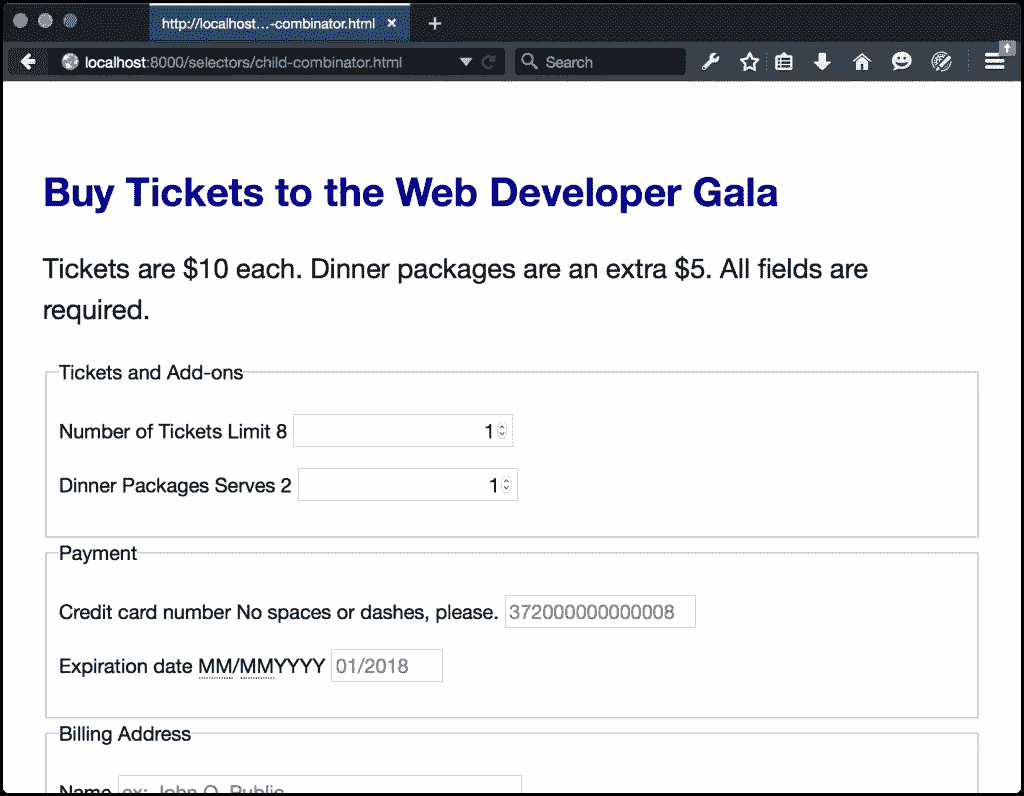 http://localhost...-combinator.html
localhost:8000/selectors/child-combinator.html
Search
Buy Tickets to the Web Developer Gala
Tickets are $10 each. Dinner packages are an extra $5. All fields are
required.
Tickets and Add-ons
Number of Tickets Limit 8 1
Dinner Packages Serves 2 1
Payment
Credit card number No spaces or dashes, please. 372000000000008
Expiration date MM/MMYYYY 01/2018
Billing Address
Name ex: John Q. Public